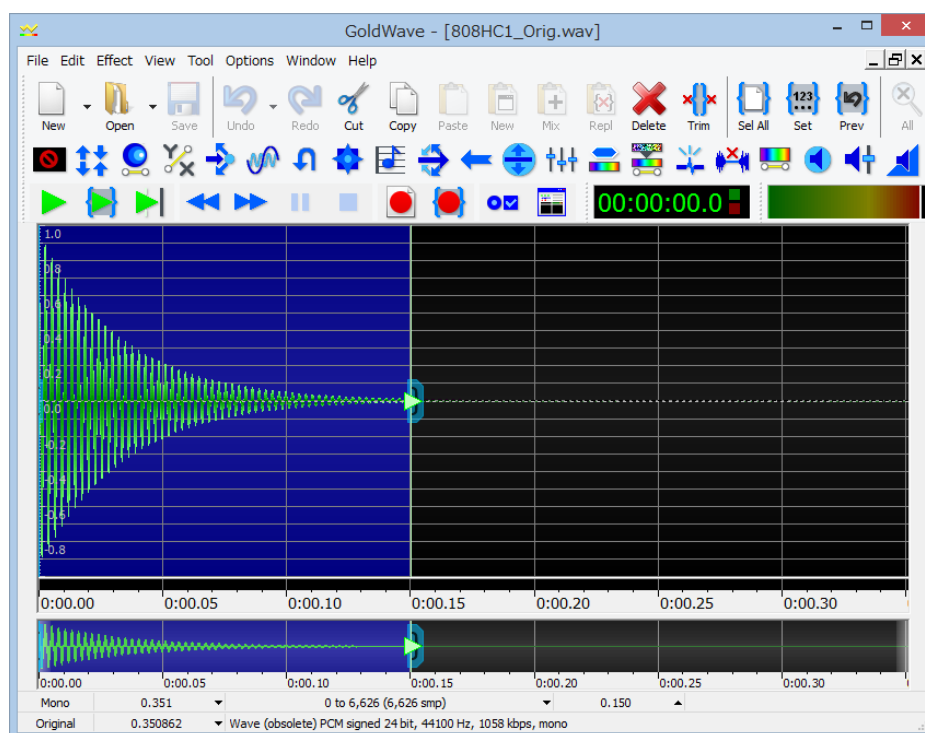 GoldWave - [808HC1_Orig.wav]
File Edit Effect View Tool Options Window Help
New Open Save Undo Redo Cut Copy Paste New Mix Repl Delete Trim Sel All Set Prev All
123
00:00:00.0
1.0
0.8
0.6
0.4
0.2
0.0
-0.2
-0.4
-0.6
-0.8
0:00.00 0:00.05 0:00.10 0:00.15 0:00.20 0:00.25 0:00.30
0:00.00 0:00.05 0:00.10 0:00.15 0:00.20 0:00.25 0:00.30
Mono 0.351 0 to 6,626 (6,626 smp) 0.150
Original 0.350862 Wave (obsolete) PCM signed 24 bit, 44100 Hz, 1058 kbps, mono